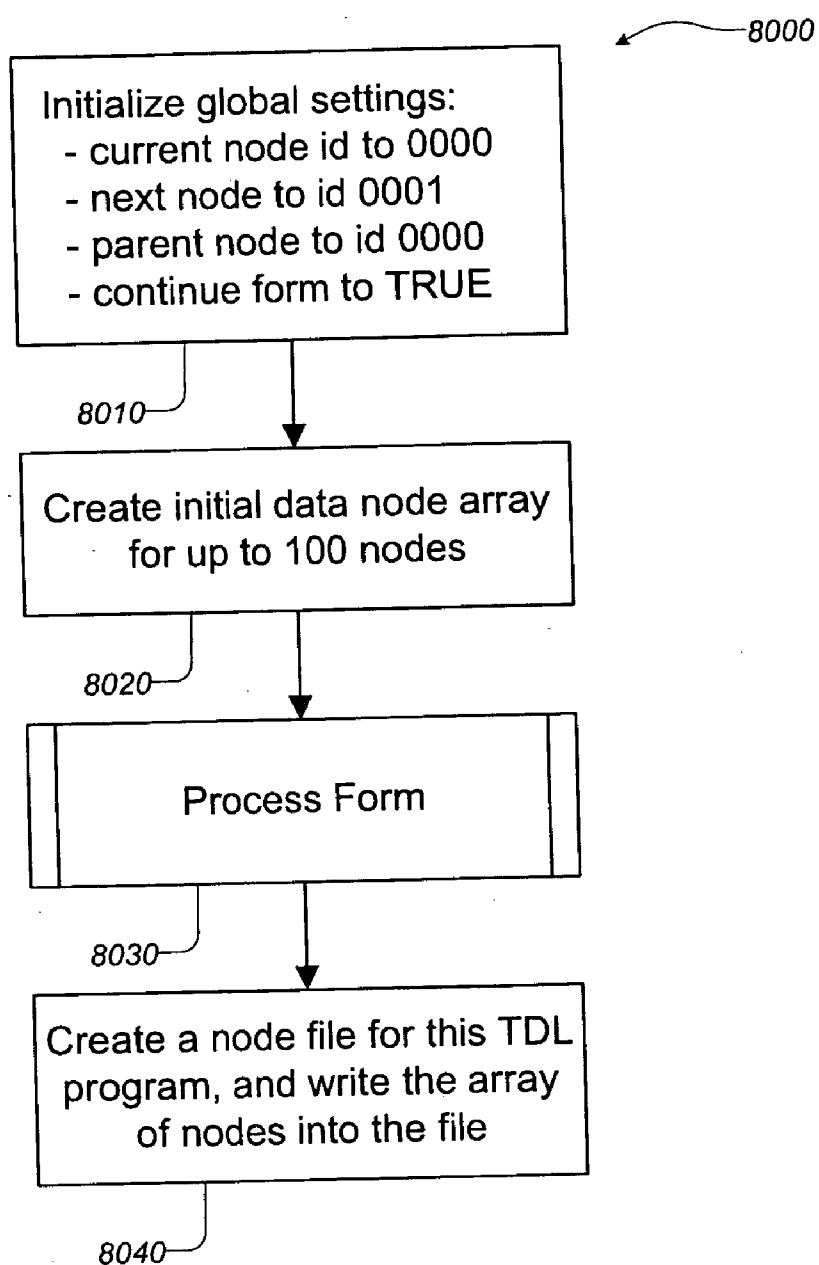 8000
Initialize global settings:
- current node id to 0000
- next node to id 0001
- parent node to id 0000
- continue form to TRUE
8010
Create initial data node array
for up to 100 nodes
8020
Process Form
8030
Create a node file for this TDL
program, and write the array
of nodes into the file
8040